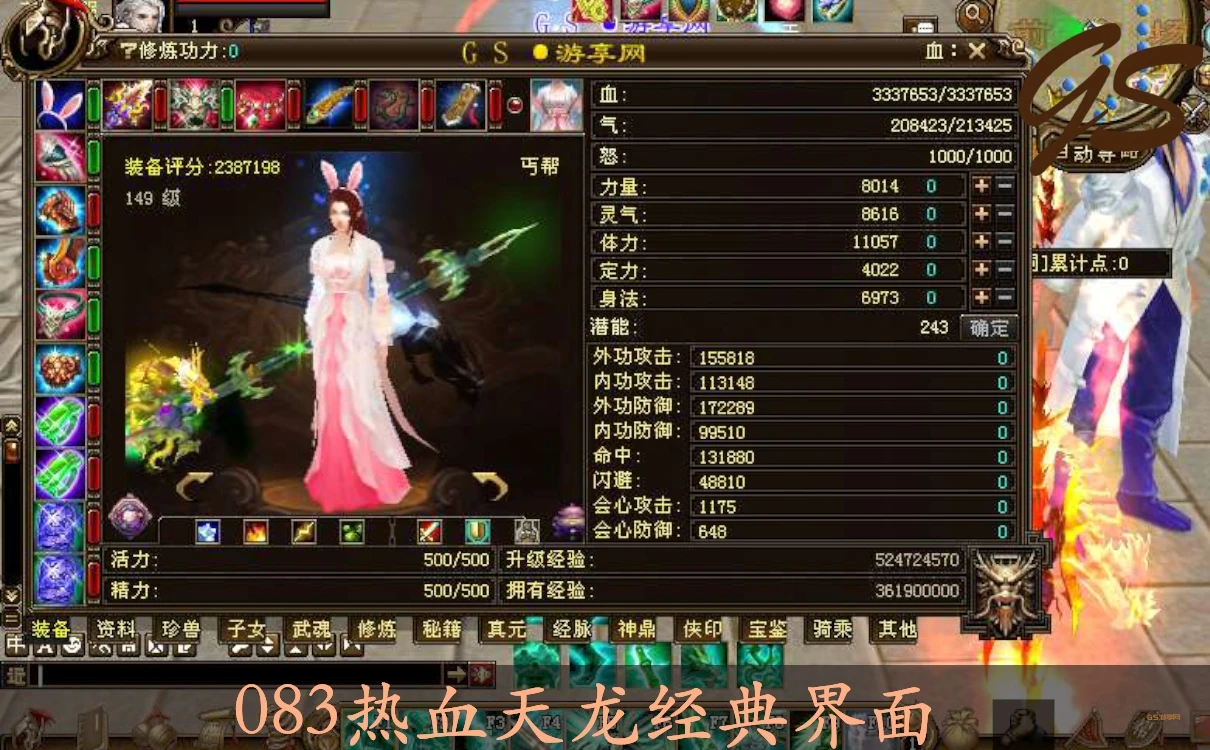 修炼功力:0
GS ●游享网
血:
GS
血: 3337653/3337653
气: 208423/213425
怒: 1000/1000
装备评分:2387198
丐帮
149 级
力量: 8014 0
灵气: 8616 0
体力: 11057 0
定力: 4022 0
身法: 6973 0
潜能: 243 确定
累计点:0
外功攻击: 155818 0
内功攻击: 113148 0
外功防御: 172289 0
内功防御: 99510 0
命中: 131880 0
闪避: 48810 0
会心攻击: 1175 0
会心防御: 648 0
活力: 500/500 升级经验: 524724570
精力: 500/500 拥有经验: 361900000
装备 资料 珍兽 子女 武魂 修炼 秘籍 真元 经脉 神鼎 侠印 宝鉴 骑乘 其他
近
083热血天龙经典界面